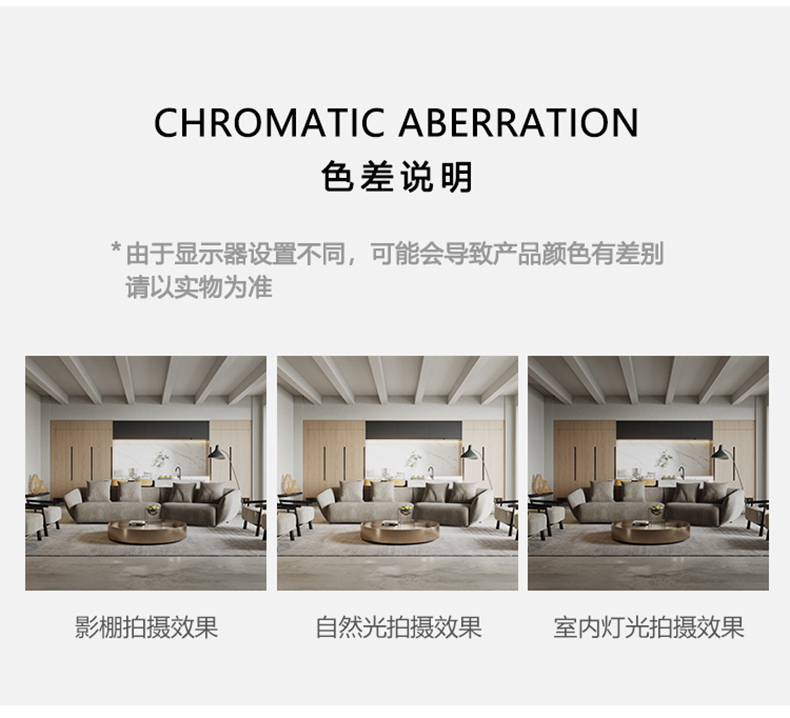 CHROMATIC ABERRATION
色差说明
*由于显示器设置不同，可能会导致产品颜色有差别
请以实物为准
影棚拍摄效果
自然光拍摄效果
室内灯光拍摄效果